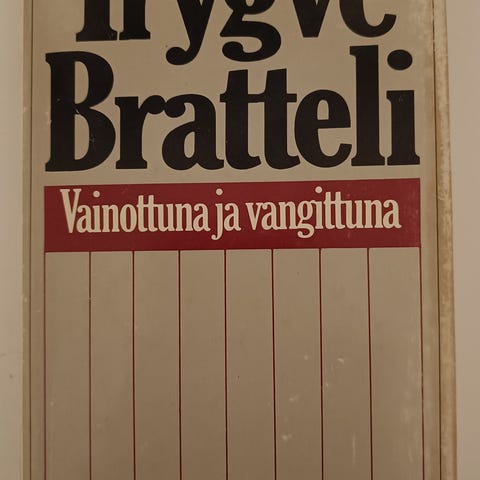 Trygve
Bratteli
Vainottuna ja vangittuna